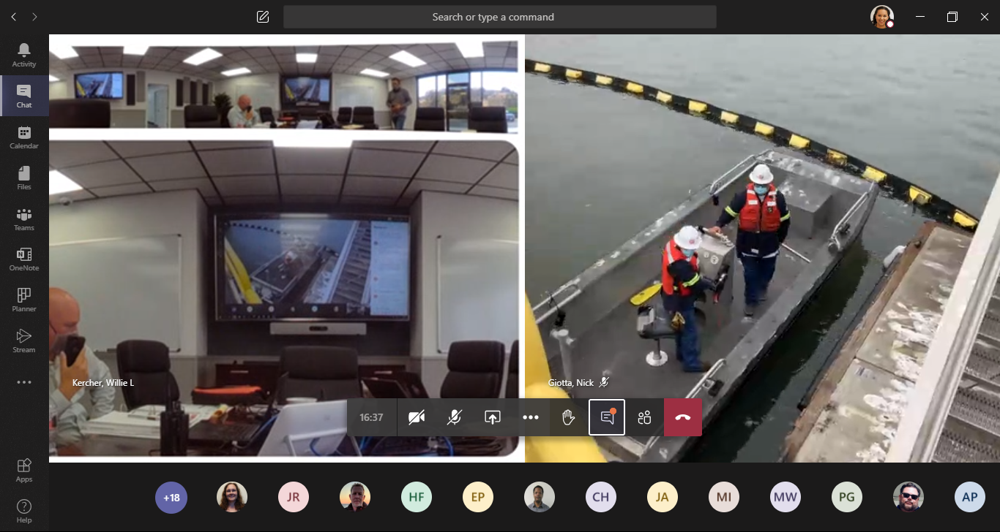 Search or type a command
Activity
Chat
Calendar
Files
Teams
OneNote
Planner
Stream
Apps
Help
Kercher, Willie L
Giotta, Nick
16:37
+18
JR
HF
EP
CH
JA
MI
MW
PG
AP